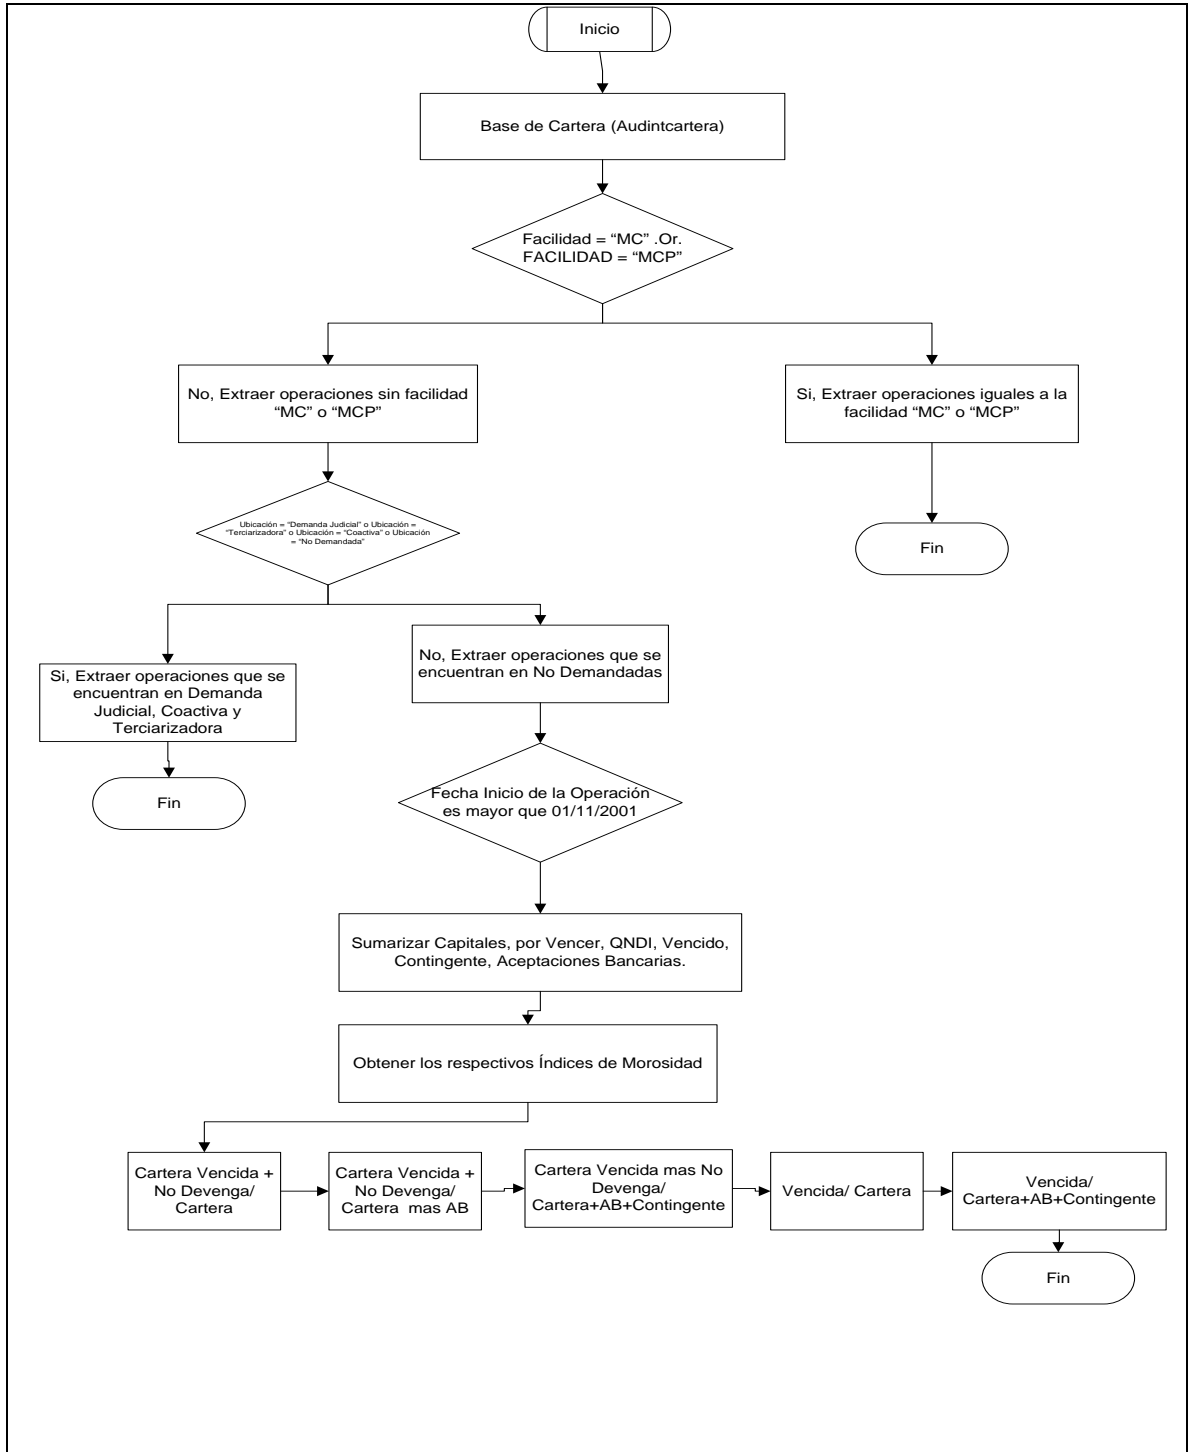 Inicio
Base de Cartera (Audintcartera)
Facilidad = “MC” .Or.
FACILIDAD = “MCP”
No, Extraer operaciones sin facilidad
“MC” o “MCP”
Si, Extraer operaciones iguales a la
facilidad “MC” o “MCP”
Ubicación = “Demanda Judicial” o Ubicación =
“Terciarizadora” o Ubicación = “Coactiva” o Ubicación
= “No Demandada”
Fin
Si, Extraer operaciones que se
encuentran en Demanda
Judicial, Coactiva y
Terciarizadora
No, Extraer operaciones que se
encuentran en No Demandadas
Fin
Fecha Inicio de la Operación
es mayor que 01/11/2001
Sumarizar Capitales, por Vencer, QNDI, Vencido,
Contingente, Aceptaciones Bancarias.
Obtener los respectivos Índices de Morosidad
Cartera Vencida +
No Devenga/
Cartera
Cartera Vencida +
No Devenga/
Cartera mas AB
Cartera Vencida mas No
Devenga/
Cartera+AB+Contingente
Vencida/ Cartera
Vencida/
Cartera+AB+Contingente
Fin